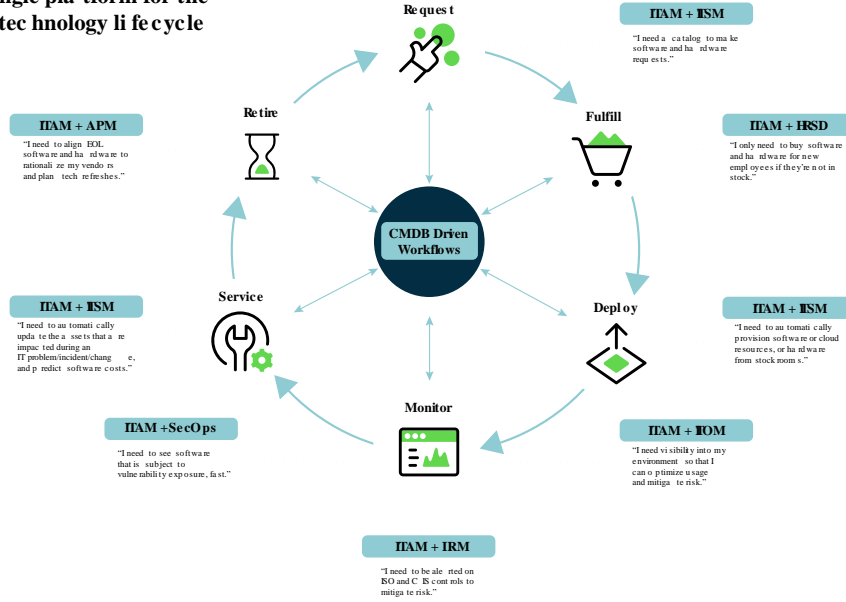 single platform for the
technology lifecycle
Request
ITAM + ITSM
“I need a catalog to make
software and hardware
requests.”
Fulfill
ITAM + HRSD
“I only need to buy software
and hardware for new
employees if they're not in
stock.”
Retire
ITAM + APM
“I need to align EOL
software and hardware to
rationalize my vendors
and plan tech refreshes.”
CMDB Driven
Workflows
Service
ITAM + ITSM
“I need to automatically
update the assets that are
impacted during an
IT problem/incident/change,
and predict software costs.”
Deploy
ITAM + ITSM
“I need to automatically
provision software or cloud
resources, or hardware
from stockrooms.”
Monitor
ITAM +SecOps
“I need to see software
that is subject to
vulnerability exposure, fast.”
ITAM + ITOM
“I need visibility into my
environment so that I
can optimize usage
and mitigate risk.”
ITAM + IRM
“I need to be alerted on
ISO and CIS controls to
mitigate risk.”